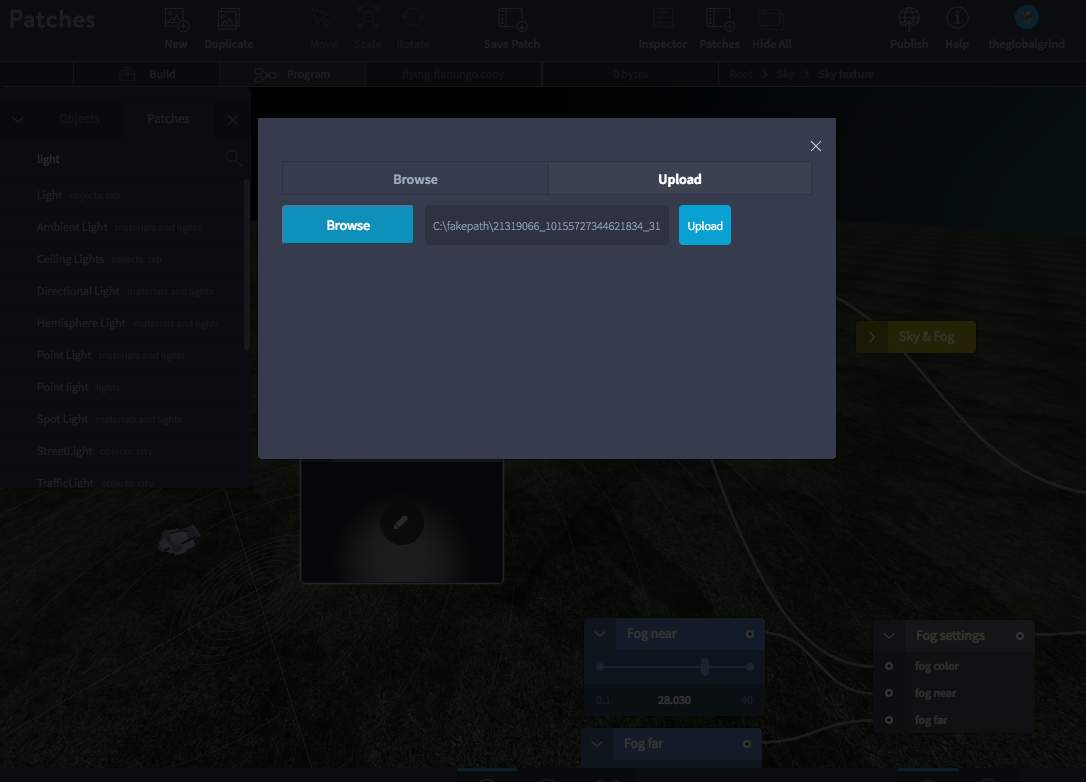 Patches
New Duplicate Move Scale Rotate Save Patch Inspector Patches Hide All Publish Help theglobalgrind
Build Program flying flamingo copy 0 bytes Root Sky Sky texture
Objects Patches
light
Light objects.rab
Ambient Light materials and lights
Ceiling Lights objects.rab
Directional Light materials and lights
Hemisphere Light materials and lights
Point Light materials and lights
Point light lights
Spot Light materials and lights
StreetLight objects city
TrafficLight objects city
Browse Upload
Browse C:\fakepath\21319066_10155727344621834_31 Upload
Sky & Fog
Fog near
0.1 28.030 90
Fog far
Fog settings
fog color
fog near
fog far